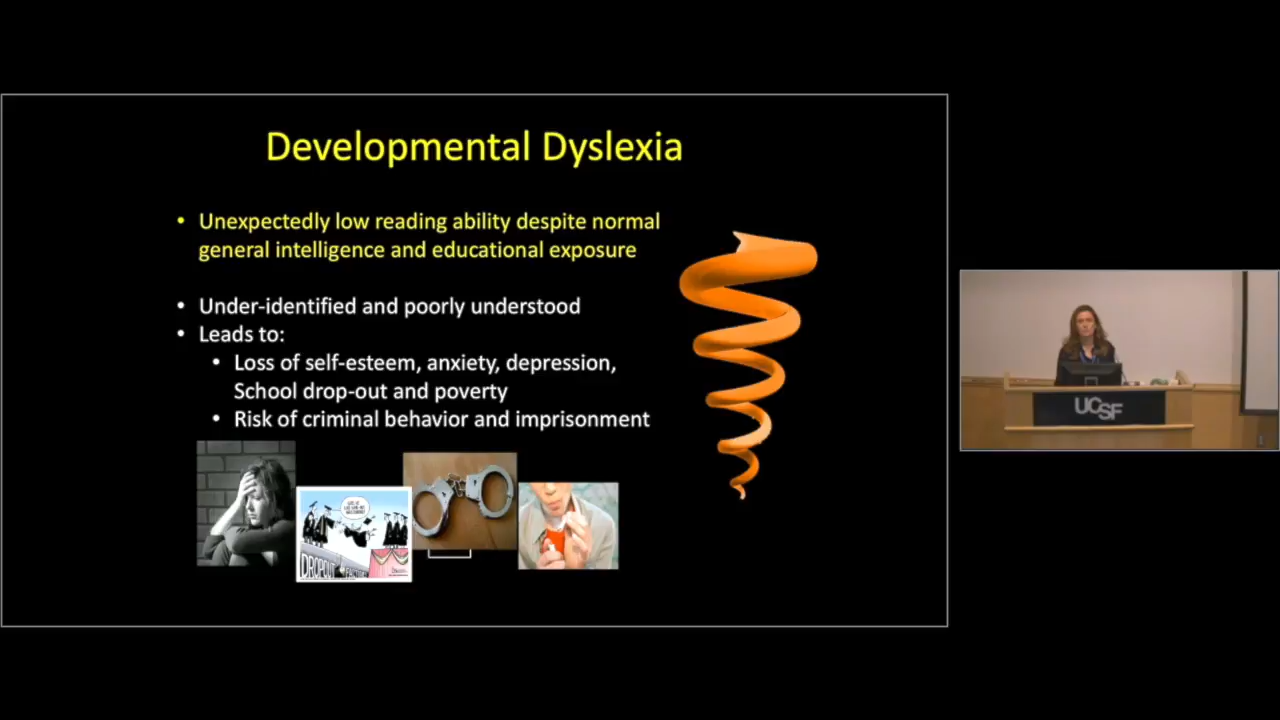 Developmental Dyslexia
• Unexpectedly low reading ability despite normal
general intelligence and educational exposure
• Under-identified and poorly understood
• Leads to:
• Loss of self-esteem, anxiety, depression,
School drop-out and poverty
• Risk of criminal behavior and imprisonment
DROPOUT
UCSF